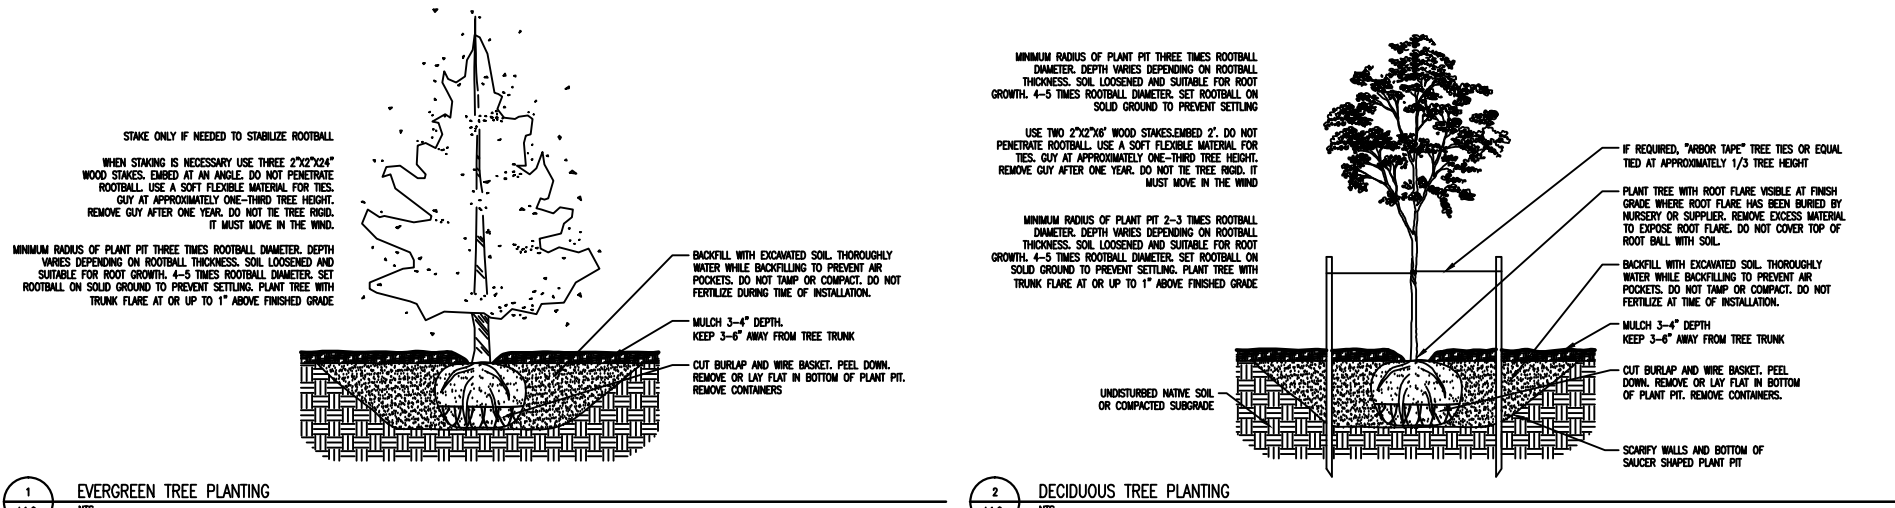 STAKE ONLY IF NEEDED TO STABILIZE ROOTBALL
WHEN STAKING IS NECESSARY USE THREE 2"X2"X24"
WOOD STAKES. EMBED AT AN ANGLE. DO NOT PENETRATE
ROOTBALL. USE A SOFT FLEXIBLE MATERIAL FOR TIES.
GUY AT APPROXIMATELY ONE-THIRD TREE HEIGHT.
REMOVE GUY AFTER ONE YEAR. DO NOT TIE TREE RIGID.
IT MUST MOVE IN THE WIND.
MINIMUM RADIUS OF PLANT PIT THREE TIMES ROOTBALL DIAMETER. DEPTH
VARIES DEPENDING ON ROOTBALL THICKNESS. SOIL LOOSENED AND
SUITABLE FOR ROOT GROWTH. 4-5 TIMES ROOTBALL DIAMETER. SET
ROOTBALL ON SOLID GROUND TO PREVENT SETTLING. PLANT TREE WITH
TRUNK FLARE AT OR UP TO 1" ABOVE FINISHED GRADE
BACKFILL WITH EXCAVATED SOIL. THOROUGHLY
WATER WHILE BACKFILLING TO PREVENT AIR
POCKETS. DO NOT TAMP OR COMPACT. DO NOT
FERTILIZE DURING TIME OF INSTALLATION.
MULCH 3-4" DEPTH.
KEEP 3-6" AWAY FROM TREE TRUNK
CUT BURLAP AND WIRE BASKET. PEEL DOWN.
REMOVE OR LAY FLAT IN BOTTOM OF PLANT PIT.
REMOVE CONTAINERS
1
EVERGREEN TREE PLANTING
NTS
MINIMUM RADIUS OF PLANT PIT THREE TIMES ROOTBALL
DIAMETER. DEPTH VARIES DEPENDING ON ROOTBALL
THICKNESS. SOIL LOOSENED AND SUITABLE FOR ROOT
GROWTH. 4-5 TIMES ROOTBALL DIAMETER. SET ROOTBALL ON
SOLID GROUND TO PREVENT SETTLING
USE TWO 2"X2"X6' WOOD STAKES.EMBED 2'. DO NOT
PENETRATE ROOTBALL. USE A SOFT FLEXIBLE MATERIAL FOR
TIES. GUY AT APPROXIMATELY ONE-THIRD TREE HEIGHT.
REMOVE GUY AFTER ONE YEAR. DO NOT TIE TREE RIGID. IT
MUST MOVE IN THE WIND
MINIMUM RADIUS OF PLANT PIT 2-3 TIMES ROOTBALL
DIAMETER. DEPTH VARIES DEPENDING ON ROOTBALL
THICKNESS. SOIL LOOSENED AND SUITABLE FOR ROOT
GROWTH. 4-5 TIMES ROOTBALL DIAMETER. SET ROOTBALL ON
SOLID GROUND TO PREVENT SETTLING. PLANT TREE WITH
TRUNK FLARE AT OR UP TO 1" ABOVE FINISHED GRADE
UNDISTURBED NATIVE SOIL
OR COMPACTED SUBGRADE
IF REQUIRED, "ARBOR TAPE" TREE TIES OR EQUAL
TIED AT APPROXIMATELY 1/3 TREE HEIGHT
PLANT TREE WITH ROOT FLARE VISIBLE AT FINISH
GRADE WHERE ROOT FLARE HAS BEEN BURIED BY
NURSERY OR SUPPLIER. REMOVE EXCESS MATERIAL
TO EXPOSE ROOT FLARE. DO NOT COVER TOP OF
ROOT BALL WITH SOIL.
BACKFILL WITH EXCAVATED SOIL. THOROUGHLY
WATER WHILE BACKFILLING TO PREVENT AIR
POCKETS. DO NOT TAMP OR COMPACT. DO NOT
FERTILIZE AT TIME OF INSTALLATION.
MULCH 3-4" DEPTH
KEEP 3-6" AWAY FROM TREE TRUNK
CUT BURLAP AND WIRE BASKET. PEEL
DOWN. REMOVE OR LAY FLAT IN BOTTOM
OF PLANT PIT. REMOVE CONTAINERS.
SCARIFY WALLS AND BOTTOM OF
SAUCER SHAPED PLANT PIT
2
DECIDUOUS TREE PLANTING
NTS